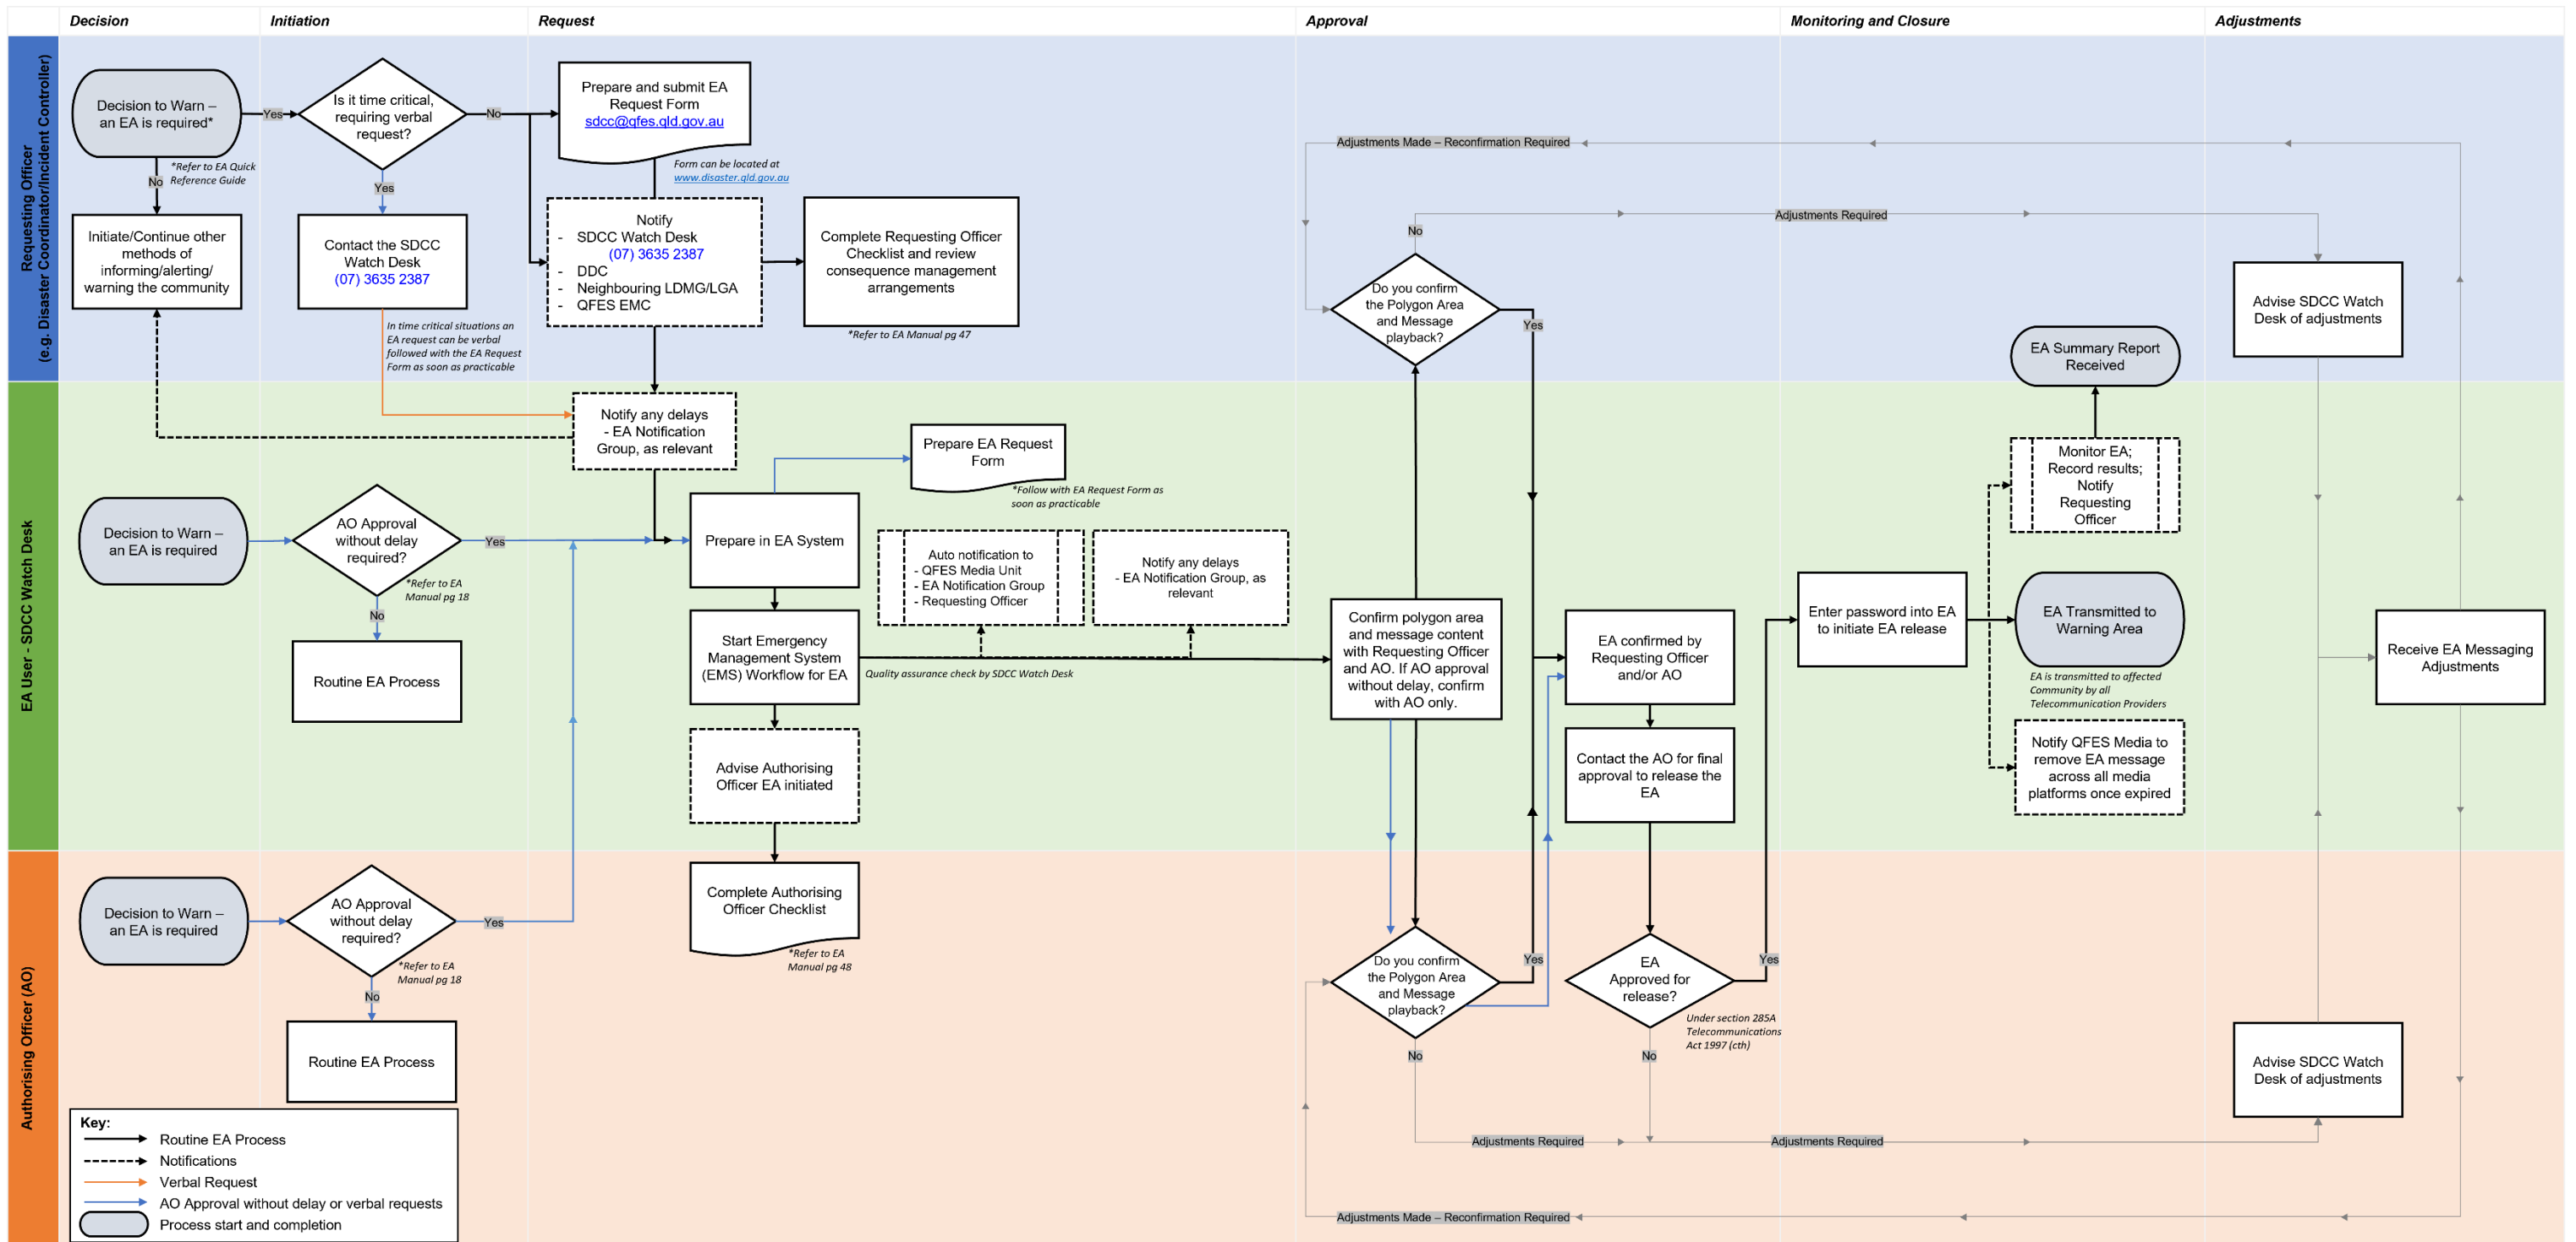 Decision
Initiation
Request
Approval
Monitoring and Closure
Adjustments
Requesting Officer
(e.g. Disaster Coordinator/Incident Controller)
Decision to Warn –
an EA is required*
Yes
*Refer to EA Quick
Reference Guide
No
Initiate/Continue other
methods of
informing/alerting/
warning the community
Is it time critical,
requiring verbal
request?
No
Yes
Contact the SDCC
Watch Desk
(07) 3635 2387
In time critical situations an
EA request can be verbal
followed with the EA Request
Form as soon as practicable
Prepare and submit EA
Request Form
sdcc@qfes.qld.gov.au
Form can be located at
www.disaster.qld.gov.au
Notify
- SDCC Watch Desk
(07) 3635 2387
- DDC
- Neighbouring LDMG/LGA
- QFES EMC
Complete Requesting Officer
Checklist and review
consequence management
arrangements
*Refer to EA Manual pg 47
Adjustments Made – Reconfirmation Required
Adjustments Required
No
Do you confirm
the Polygon Area
and Message
playback?
Yes
Advise SDCC Watch
Desk of adjustments
EA Summary Report
Received
EA User - SDCC Watch Desk
Notify any delays
- EA Notification
Group, as relevant
Decision to Warn –
an EA is required
AO Approval
without delay
required?
Yes
*Refer to EA
Manual pg 18
No
Routine EA Process
Prepare EA Request
Form
*Follow with EA Request Form as
soon as practicable
Prepare in EA System
Auto notification to
- QFES Media Unit
- EA Notification Group
- Requesting Officer
Notify any delays
- EA Notification Group, as
relevant
Start Emergency
Management System
(EMS) Workflow for EA
Quality assurance check by SDCC Watch Desk
Advise Authorising
Officer EA initiated
Confirm polygon area
and message content
with Requesting Officer
and AO. If AO approval
without delay, confirm
with AO only.
EA confirmed by
Requesting Officer
and/or AO
Contact the AO for final
approval to release the
EA
Enter password into EA
to initiate EA release
Monitor EA;
Record results;
Notify
Requesting
Officer
EA Transmitted to
Warning Area
EA is transmitted to affected
Community by all
Telecommunication Providers
Notify QFES Media to
remove EA message
across all media
platforms once expired
Receive EA Messaging
Adjustments
Authorising Officer (AO)
Decision to Warn –
an EA is required
AO Approval
without delay
required?
Yes
*Refer to EA
Manual pg 18
No
Routine EA Process
Complete Authorising
Officer Checklist
*Refer to EA
Manual pg 48
Do you confirm
the Polygon Area
and Message
playback?
Yes
No
EA
Approved for
release?
Yes
Under section 285A
Telecommunications
Act 1997 (cth)
No
Advise SDCC Watch
Desk of adjustments
Adjustments Required
Adjustments Required
Adjustments Made – Reconfirmation Required
Key:
Routine EA Process
Notifications
Verbal Request
AO Approval without delay or verbal requests
Process start and completion